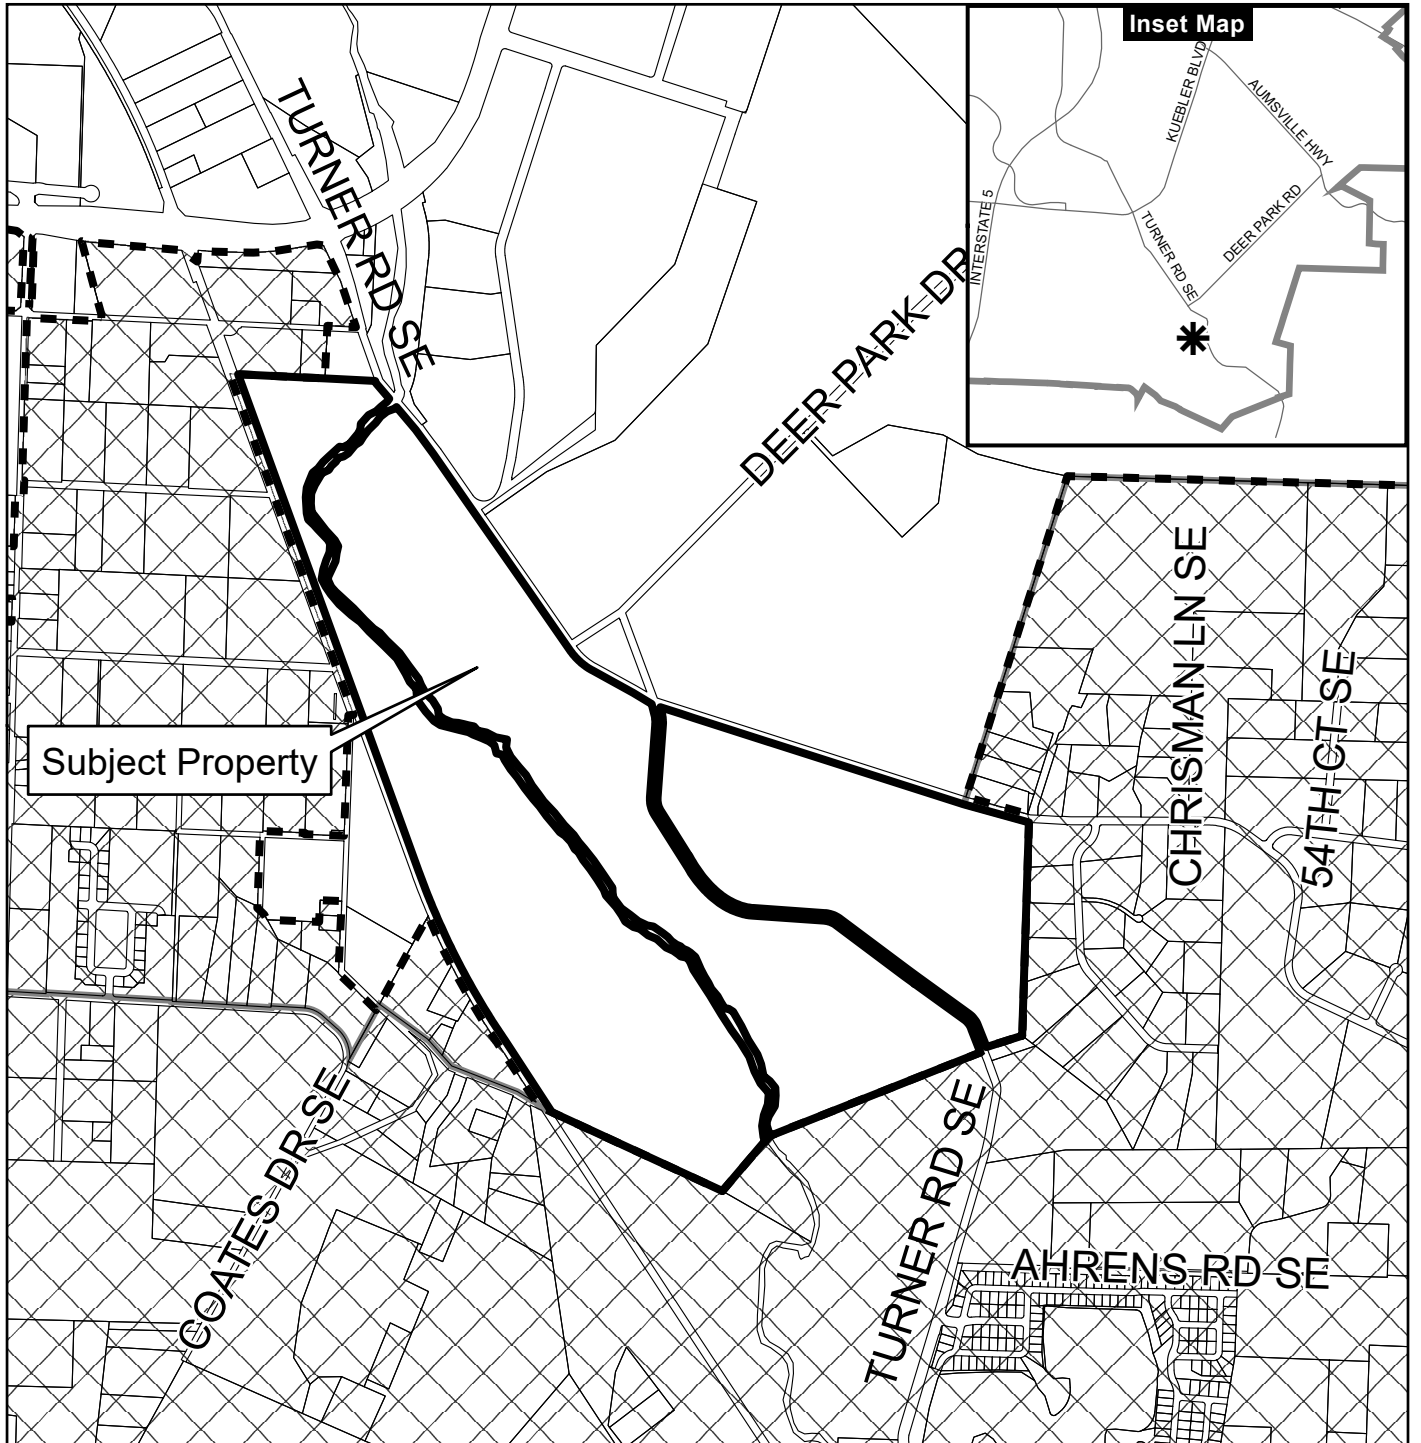 Inset Map
KUEBLER BLVD
AUMSVILLE HWY
INTERSTATE 5
TURNER RD SE
DEER PARK RD
TURNER RD SE
DEER PARK DR
CHRISMAN LN SE
54TH CT SE
Subject Property
COATES DR SE
TURNER RD SE
AHRENS RD SE